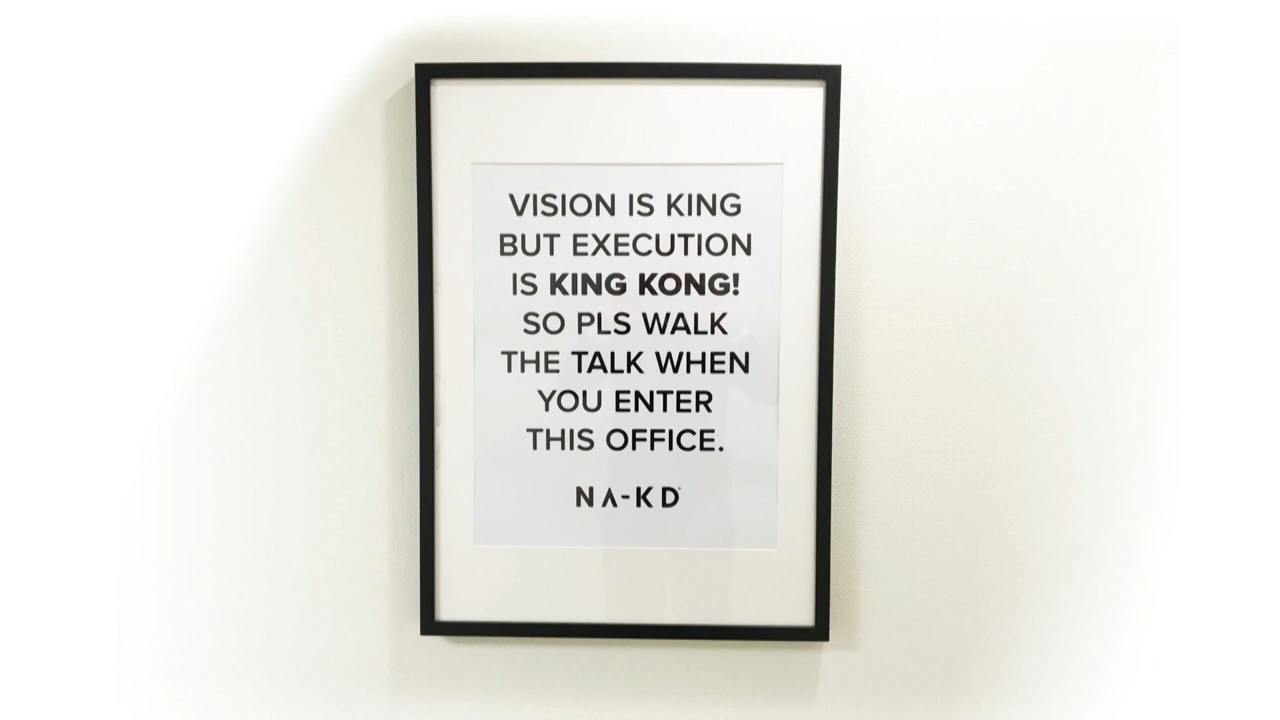 VISION IS KING
BUT EXECUTION
IS KING KONG!
SO PLS WALK
THE TALK WHEN
YOU ENTER
THIS OFFICE.
NA-KD